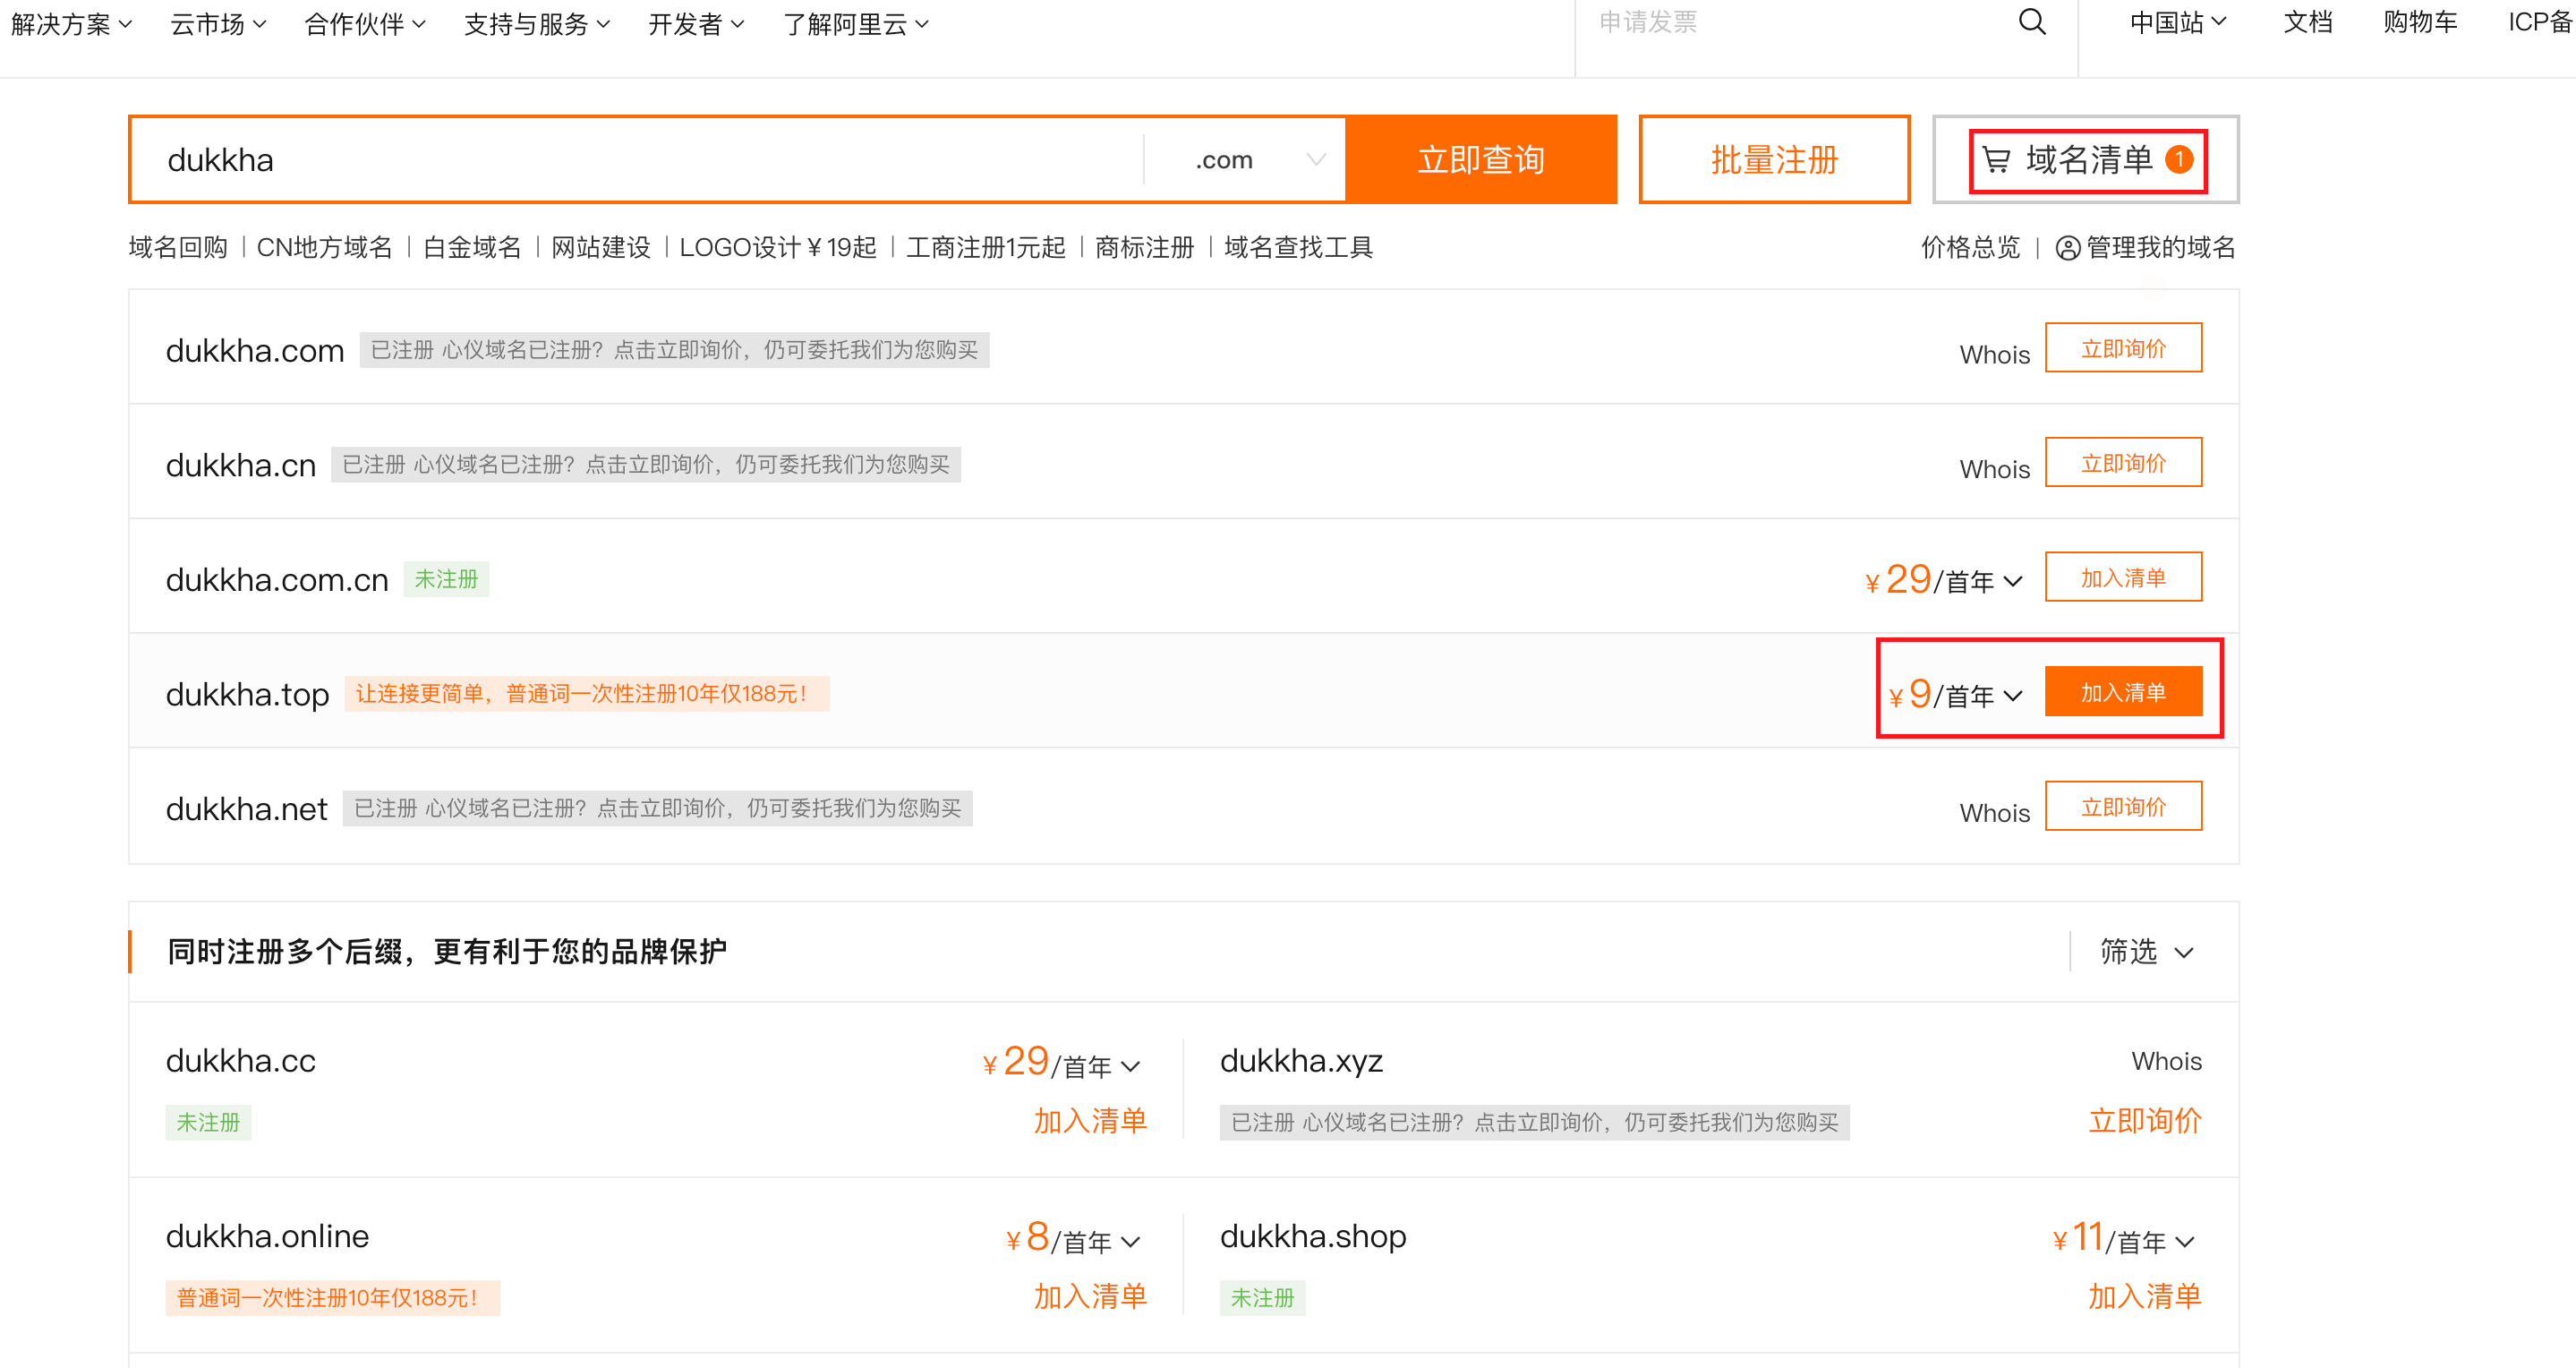 解决方案 云市场 合作伙伴 支持与服务 开发者 了解阿里云 申请发票 中国站 文档 购物车 ICP备
dukkha .com 立即查询 批量注册 域名清单 1
域名回购 | CN地方域名 | 白金域名 | 网站建设 | LOGO设计￥19起 | 工商注册1元起 | 商标注册 | 域名查找工具 价格总览 | 管理我的域名
dukkha.com 已注册 心仪域名已注册？点击立即询价，仍可委托我们为您购买 Whois 立即询价
dukkha.cn 已注册 心仪域名已注册？点击立即询价，仍可委托我们为您购买 Whois 立即询价
dukkha.com.cn 未注册 ￥29/首年 加入清单
dukkha.top 让连接更简单，普通词一次性注册10年仅188元！ ￥9/首年 加入清单
dukkha.net 已注册 心仪域名已注册？点击立即询价，仍可委托我们为您购买 Whois 立即询价
同时注册多个后缀，更有利于您的品牌保护 筛选
dukkha.cc ￥29/首年 dukkha.xyz Whois
未注册 加入清单 已注册 心仪域名已注册？点击立即询价，仍可委托我们为您购买 立即询价
dukkha.online ￥8/首年 dukkha.shop ￥11/首年
普通词一次性注册10年仅188元！ 加入清单 未注册 加入清单